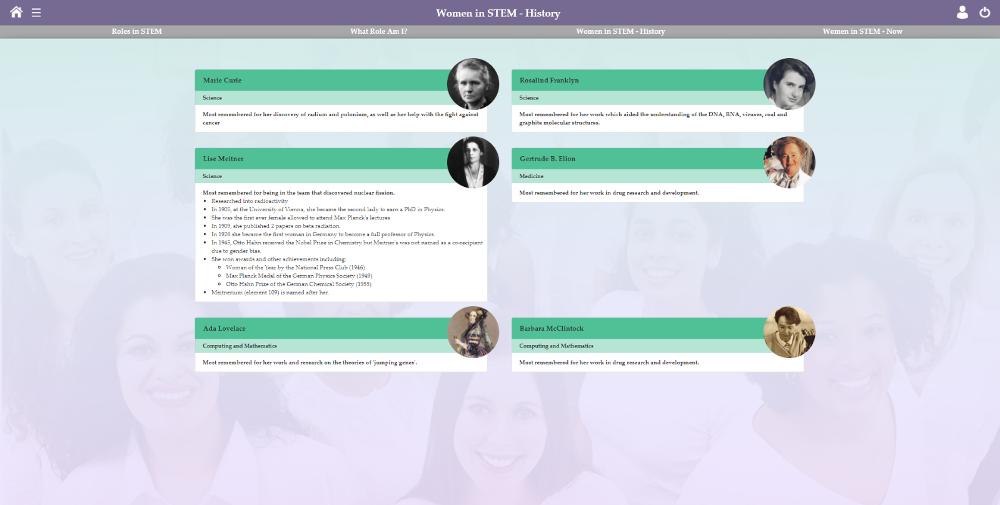 Women in STEM - History
Roles in STEM
What Role Am I?
Women in STEM - History
Women in STEM - Now
Marie Curie
Science
Most remembered for her discovery of radium and polonium, as well as her help with the fight against
cancer
Rosalind Franklyn
Science
Most remembered for her work which aided the understanding of the DNA, RNA, viruses, coal and
graphite molecular structures.
Lise Meitner
Science
Most remembered for being in the team that discovered nuclear fission.
Researched into radioactivity
In 1905, at the University of Vienna, she became the second lady to earn a PhD in Physics.
She was the first ever female allowed to attend Max Planck's lectures
In 1909, she published 2 papers on beta radiation.
In 1926 she became the first woman in Germany to become a full professor of Physics.
In 1945, Otto Hahn received the Nobel Prize in Chemistry but Meitner's was not named as a co-recipient
due to gender bias.
She won awards and other achievements including:
Woman of the Year by the National Press Club (1946)
Max Planck Medal of the German Physics Society (1949)
Otto Hahn Prize of the German Chemical Society (1955)
Meitnerium (element 109) is named after her.
Gertrude B. Elion
Medicine
Most remembered for her work in drug research and development.
Ada Lovelace
Computing and Mathematics
Most remembered for her work and research on the theories of 'jumping genes'.
Barbara McClintock
Computing and Mathematics
Most remembered for her work in drug research and development.